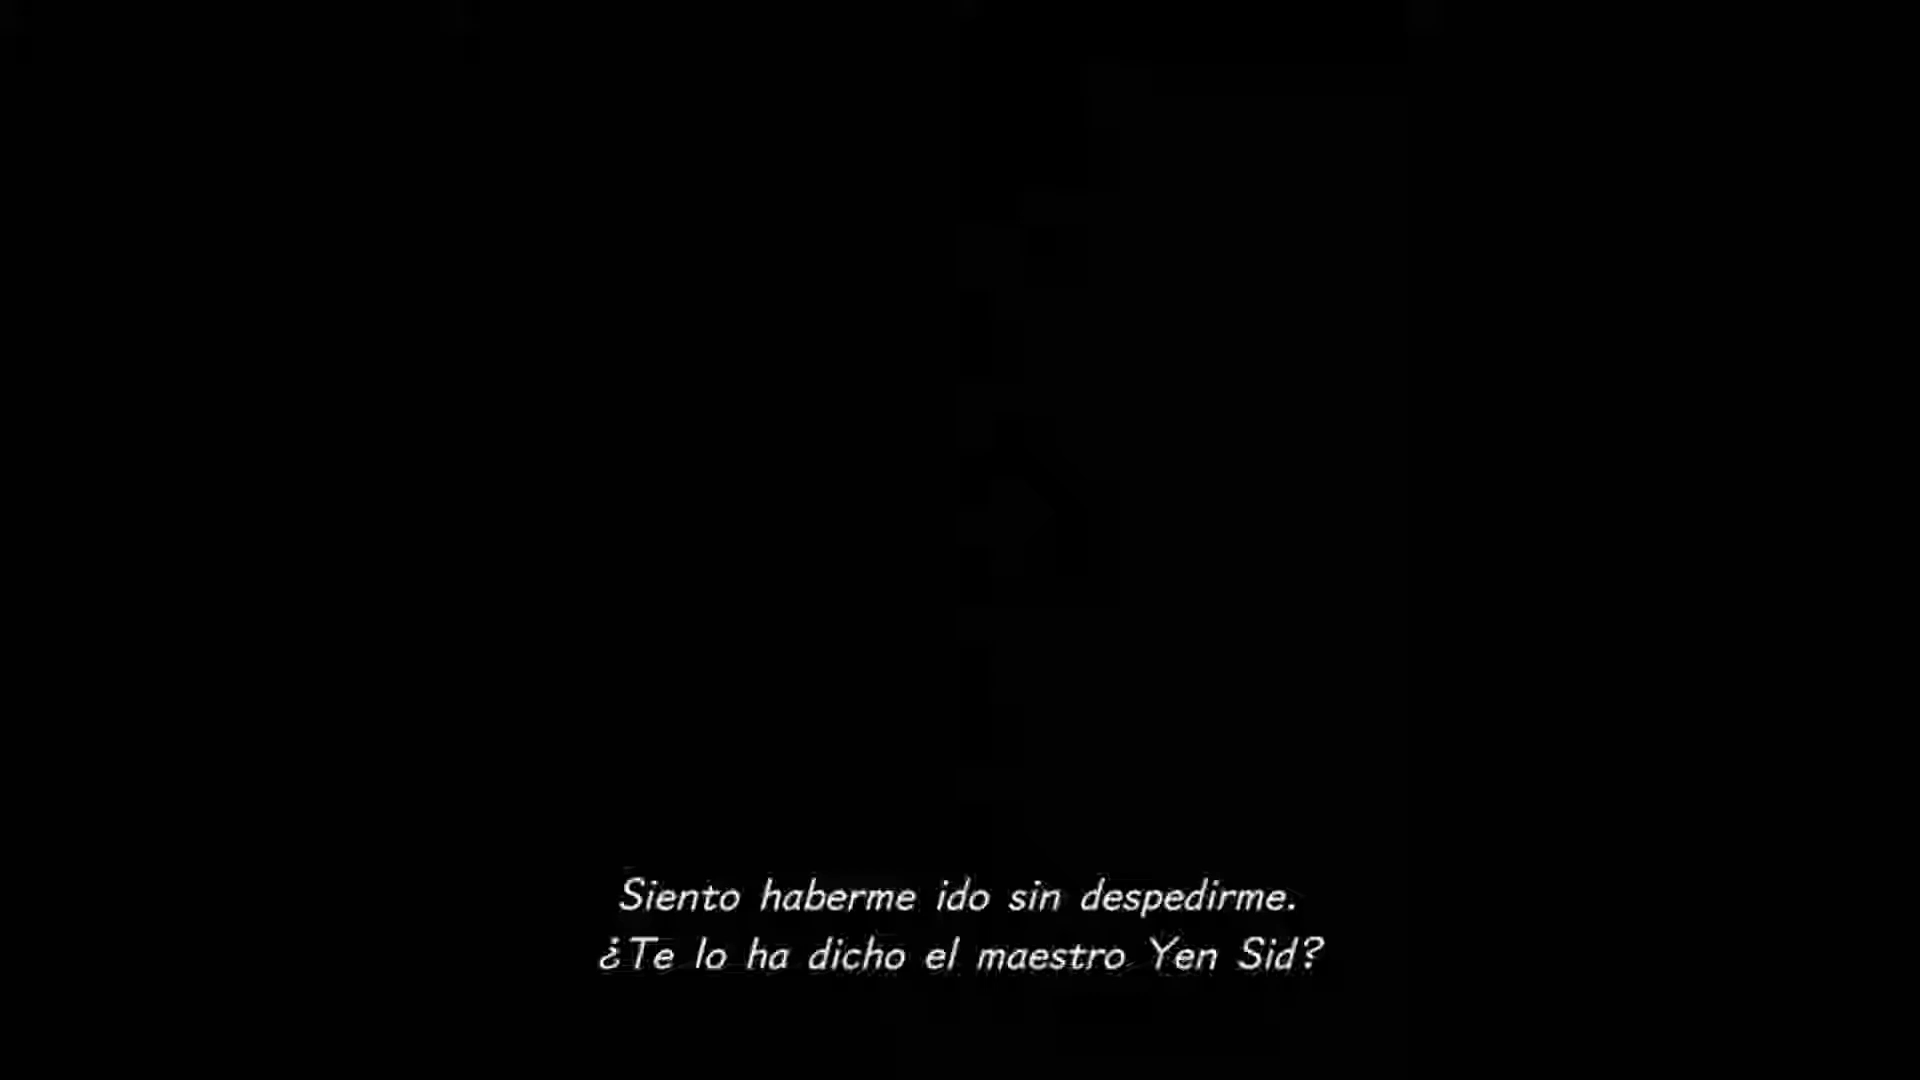 Siento haberme ido sin despedirme.
¿Te lo ha dicho el maestro Yen Sid?